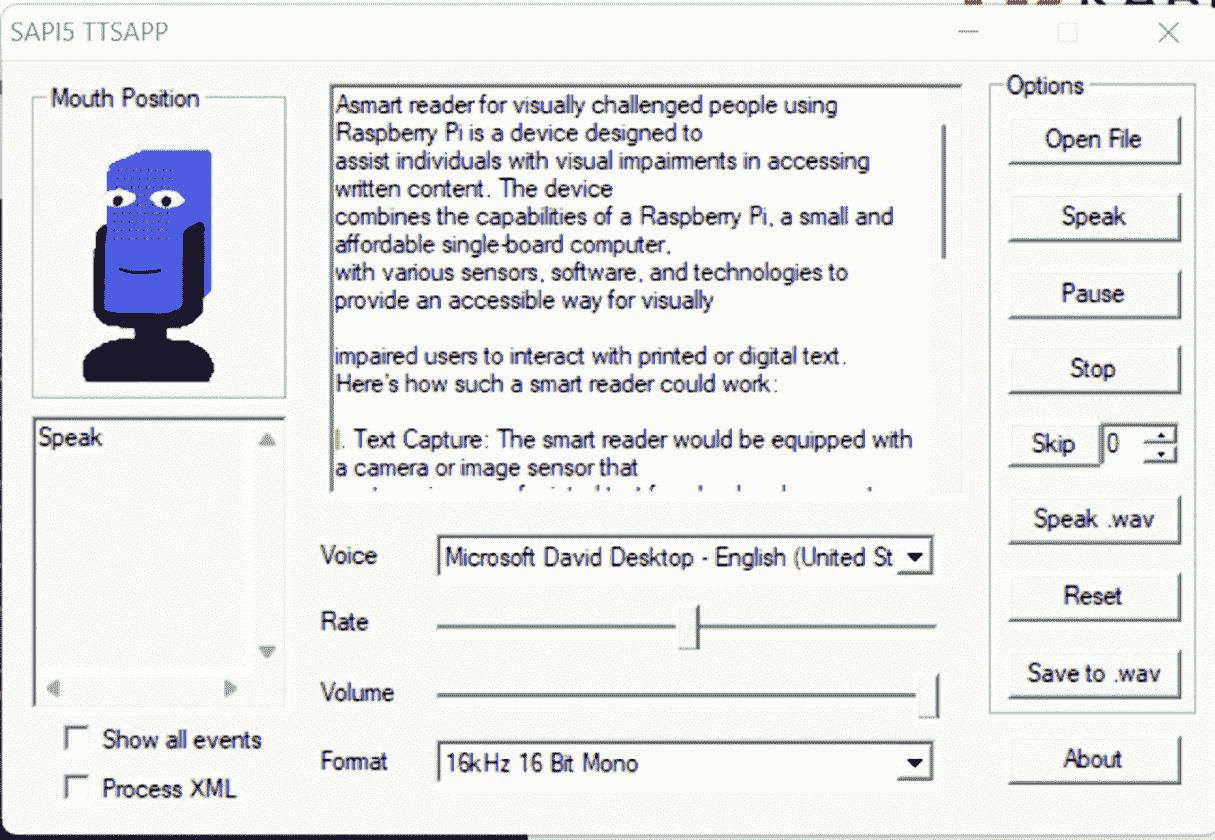 SAPI5 TTSAPP
Mouth Position
Speak
Show all events
Process XML
Asmart reader for visually challenged people using
Raspberry Pi is a device designed to
assist individuals with visual impairments in accessing
written content. The device
combines the capabilities of a Raspberry Pi, a small and
affordable single-board computer,
with various sensors, software, and technologies to
provide an accessible way for visually
impaired users to interact with printed or digital text.
Here's how such a smart reader could work:
. Text Capture: The smart reader would be equipped with
a camera or image sensor that
Voice
Microsoft David Desktop - English (United St
Rate
Volume
Format
16kHz 16 Bit Mono
Options
Open File
Speak
Pause
Stop
Skip 0
Speak .wav
Reset
Save to .wav
About